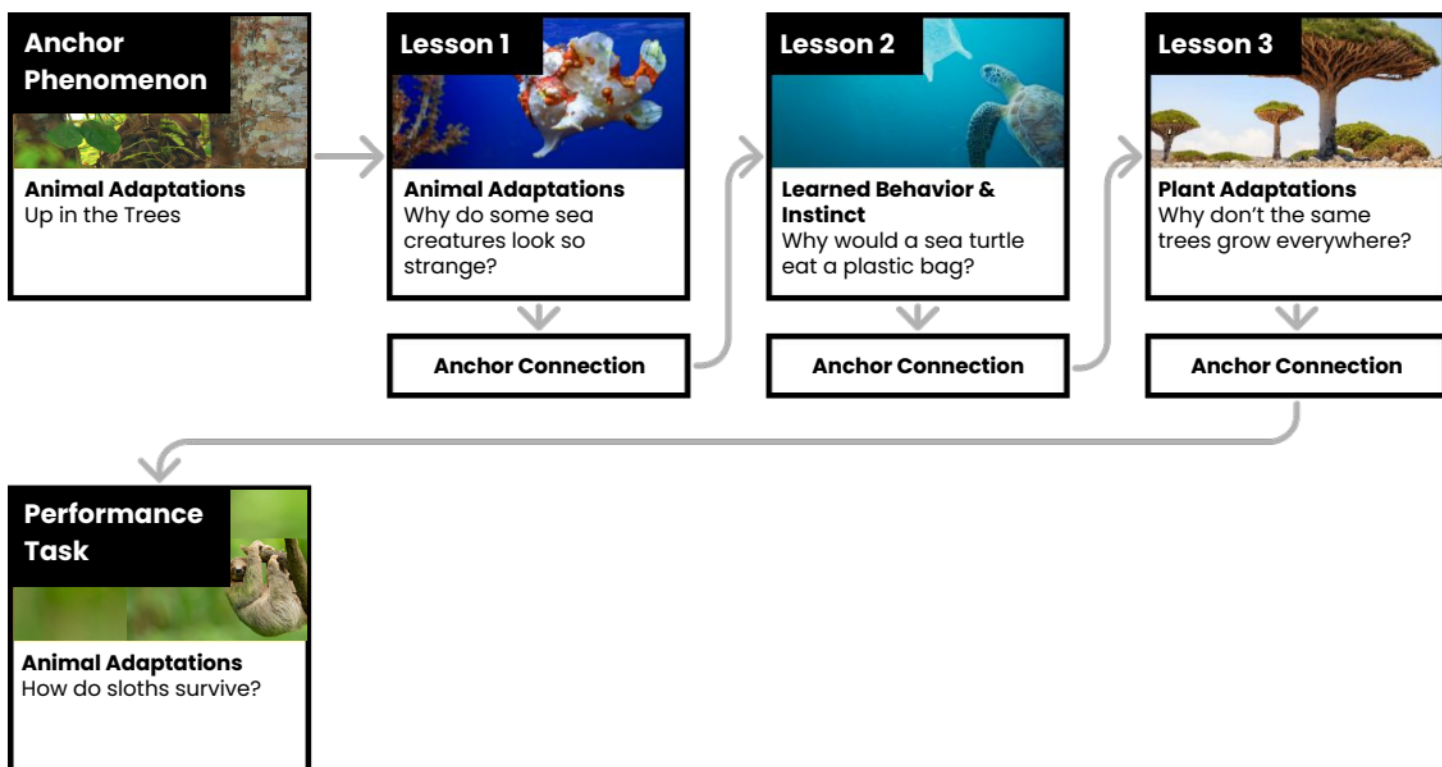 Anchor
Phenomenon
Animal Adaptations
Up in the Trees
Lesson 1
Animal Adaptations
Why do some sea
creatures look so
strange?
Anchor Connection
Lesson 2
Learned Behavior &
Instinct
Why would a sea turtle
eat a plastic bag?
Anchor Connection
Lesson 3
Plant Adaptations
Why don’t the same
trees grow everywhere?
Anchor Connection
Performance
Task
Animal Adaptations
How do sloths survive?